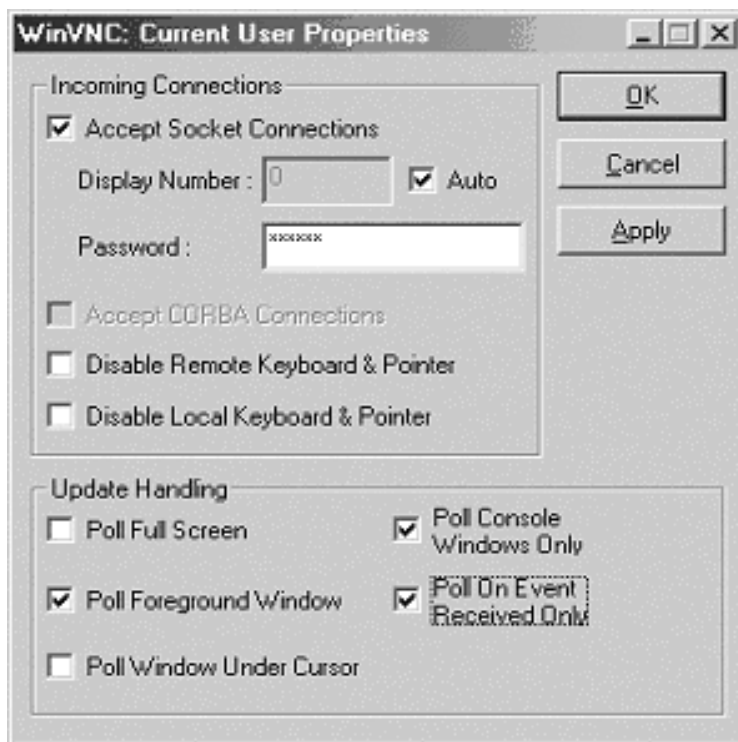 WinVNC: Current User Properties
Incoming Connections
OK
Accept Socket Connections
Display Number : 0 Auto
Cancel
Password : xxxxxx
Apply
Accept CORBA Connections
Disable Remote Keyboard & Pointer
Disable Local Keyboard & Pointer
Update Handling
Poll Full Screen
Poll Console
Windows Only
Poll Foreground Window
Poll On Event
Received Only
Poll Window Under Cursor